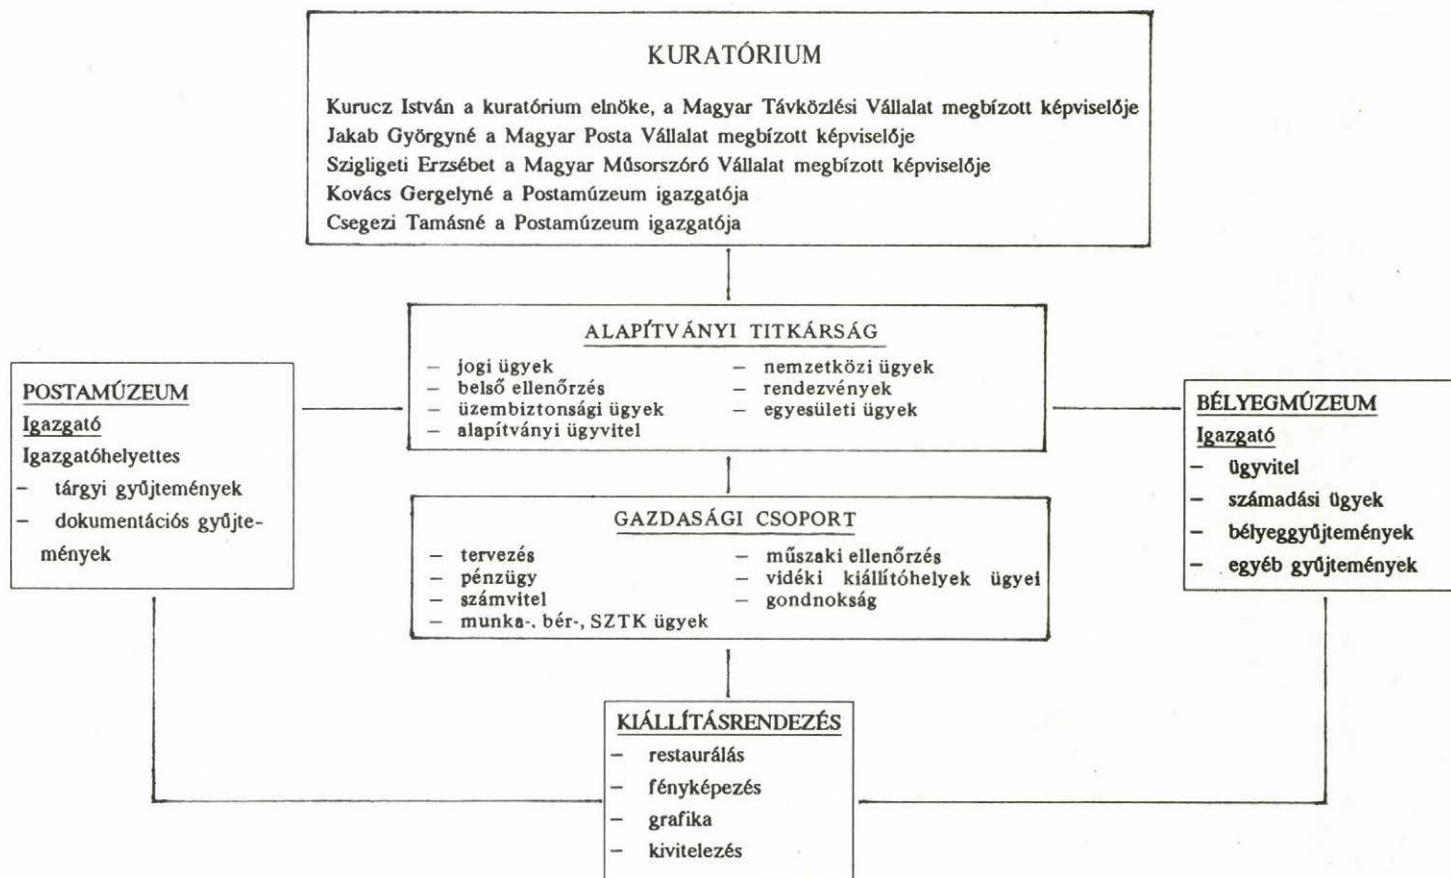 KURATÓRIUM
Kurucz István a kuratórium elnöke, a Magyar Távközlési Vállalat megbízott képviselője
Jakab Györgyné a Magyar Posta Vállalat megbízott képviselője
Szigligeti Erzsébet a Magyar Műsorszóró Vállalat megbízott képviselője
Kovács Gergelyné a Postamúzeum igazgatója
Csegezi Tamásné a Postamúzeum igazgatója
ALAPÍTVÁNYI TITKÁRSÁG
– jogi ügyek
– belső ellenőrzés
– üzembiztonsági ügyek
– alapítványi ügyvitel
– nemzetközi ügyek
– rendezvények
– egyesületi ügyek
POSTAMÚZEUM
Igazgató
Igazgatóhelyettes
– tárgyi gyűjtemények
– dokumentációs gyűjte-
mények
BÉLYEGMÚZEUM
Igazgató
– ügyvitel
– számadási ügyek
– bélyeggyűjtemények
– egyéb gyűjtemények
GAZDASÁGI CSOPORT
– tervezés
– pénzügy
– számvitel
– munka-, bér-, SZTK ügyek
– műszaki ellenőrzés
– vidéki kiállítóhelyek ügyei
– gondnokság
KIÁLLÍTÁSRENDEZÉS
– restaurálás
– fényképezés
– grafika
– kivitelezés